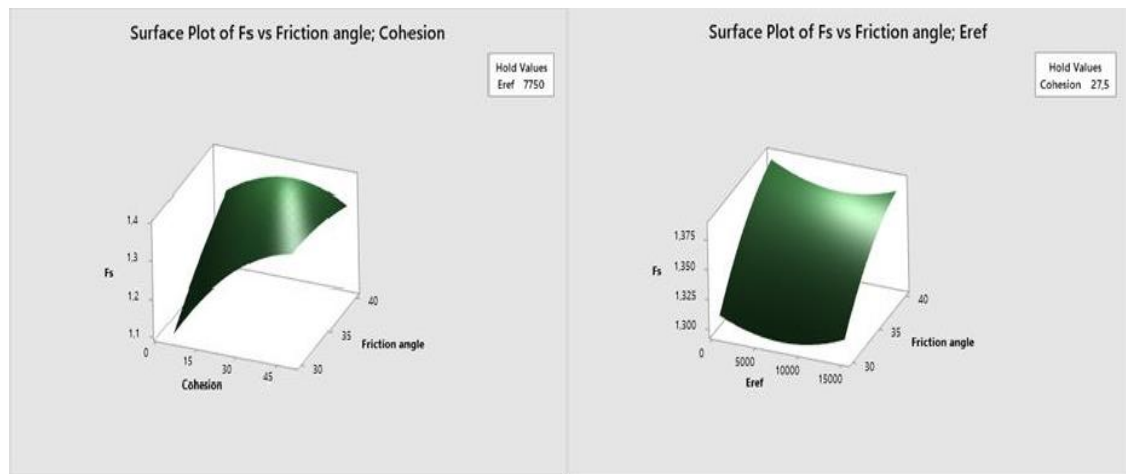 Surface Plot of Fs vs Friction angle; Cohesion
Hold Values
Eref 7750
1,4
1,3
1,2
1,1
Fs
0
15
30
45
Cohesion
30
35
40
Friction angle
Surface Plot of Fs vs Friction angle; Eref
Hold Values
Cohesion 27,5
1,375
1,350
1,325
1,300
Fs
0
5000
10000
15000
Eref
30
35
40
Friction angle